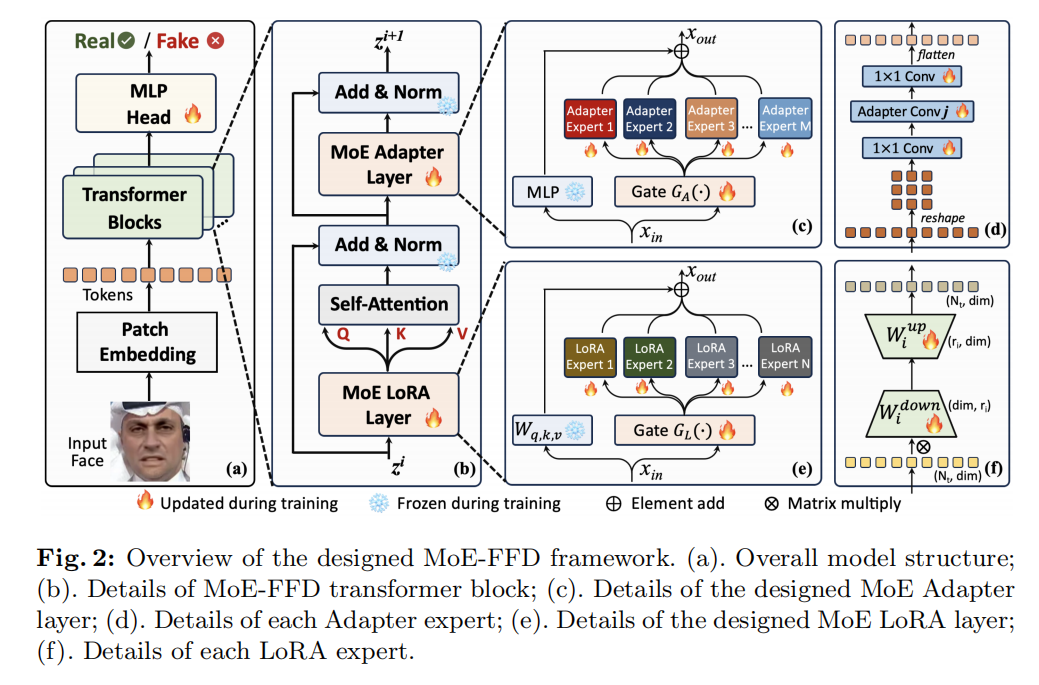 Real / Fake
MLP
Head
Transformer
Blocks
Tokens
Patch
Embedding
Input
Face
(a)
z^{i+1}
Add & Norm
MoE Adapter
Layer
Add & Norm
Self-Attention
Q K V
MoE LoRA
Layer
z^i
(b)
x_{out}
Adapter Expert 1
Adapter Expert 2
Adapter Expert 3
...
Adapter Expert M
MLP
Gate G_A(·)
x_{in}
(c)
flatten
1×1 Conv
Adapter Conv j
1×1 Conv
reshape
(d)
x_{out}
LoRA Expert 1
LoRA Expert 2
LoRA Expert 3
...
LoRA Expert N
W_{q,k,v}
Gate G_L(·)
x_{in}
(e)
(N_t, dim)
W_i^{up}
(r_i, dim)
W_i^{down}
(dim, r_i)
(N_t, dim)
(f)
Updated during training Frozen during training ⊕ Element add ⊗ Matrix multiply
Fig. 2: Overview of the designed MoE-FFD framework. (a). Overall model structure;
(b). Details of MoE-FFD transformer block; (c). Details of the designed MoE Adapter
layer; (d). Details of each Adapter expert; (e). Details of the designed MoE LoRA layer;
(f). Details of each LoRA expert.